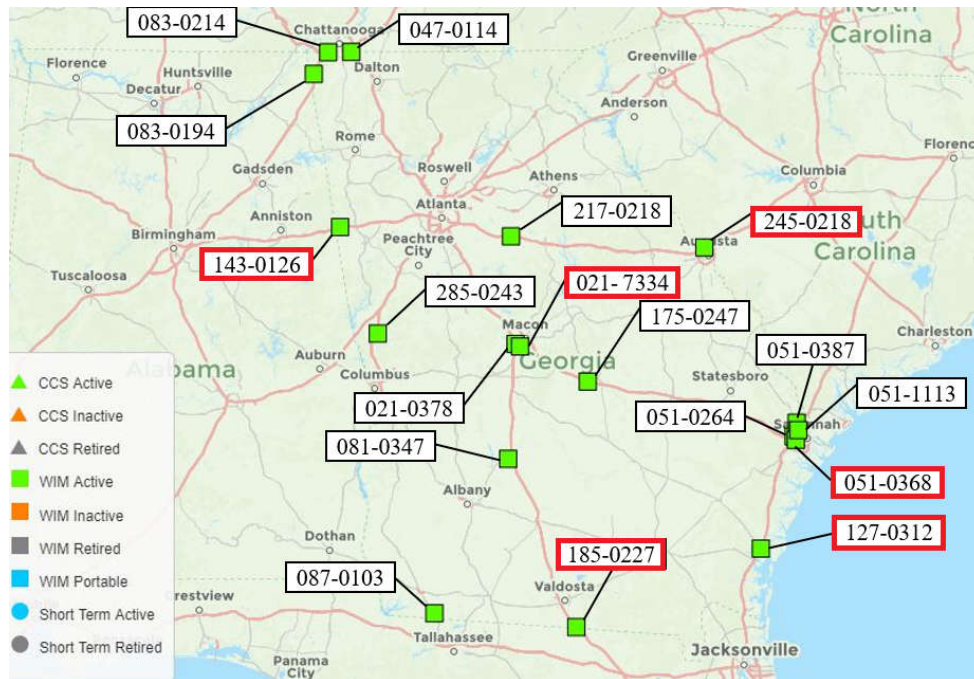 083-0214
047-0114
Chattanooga
North
Carolina
Florence
Huntsville
Dalton
Greenville
Decatur
083-0194
Anderson
Rome
Gadsden
Roswell
Athens
Columbia
Florenc
Anniston
Atlanta
217-0218
245-0218
South
Carolina
Birmingham
Peachtree
City
Augusta
143-0126
Tuscaloosa
285-0243
021- 7334
175-0247
Macon
Charleston
Alabama
Auburn
Columbus
Georgia
051-0387
Statesboro
021-0378
051-0264
051-1113
Savannah
081-0347
Albany
051-0368
Dothan
185-0227
127-0312
087-0103
Valdosta
Crestview
Tallahassee
Jacksonville
Panama
City
CCS Active
CCS Inactive
CCS Retired
WIM Active
WIM Inactive
WIM Retired
WIM Portable
Short Term Active
Short Term Retired